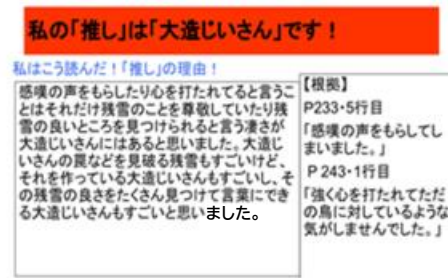 私の「推し」は「大造じいさん」です！
私はこう読んだ！「推し」の理由！
感嘆の声をもらしたり心を打たれてると言うこ
とはそれだけ残雪のことを尊敬していたり残
雪の良いところを見つけられると言う凄さが
大造じいさんにはあると思いました。大造じ
いさんの罠などを見破る残雪もすごいけど、
それを作っている大造じいさんもすごいし、そ
の残雪の良さをたくさん見つけて言葉にでき
る大造じいさんもすごいと思いました。
【根拠】
P233・5行目
「感嘆の声をもらしてし
まいました。」
P243・1行目
「強く心を打たれてただ
の鳥に対しているような
気がしませんでした。」